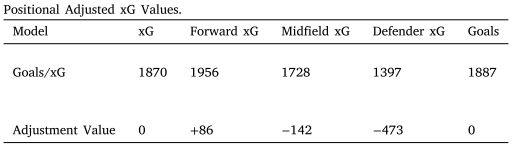 Positional Adjusted xG Values.
Model xG Forward xG Midfield xG Defender xG Goals
Goals/xG 1870 1956 1728 1397 1887
Adjustment Value 0 +86 −142 −473 0